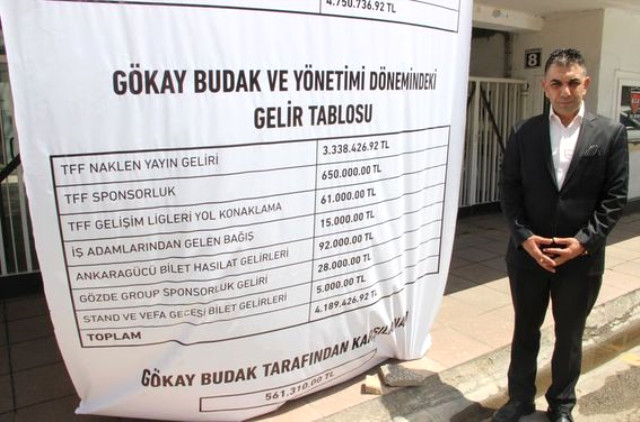 4.750.736.92 TL
8
GÖKAY BUDAK VE YÖNETİMİ DÖNEMİNDEKİ
GELİR TABLOSU
TFF NAKLEN YAYIN GELİRİ 3.338.426.92 TL
TFF SPONSORLUK 650.000.00 TL
TFF GELİŞİM LİGLERİ YOL KONAKLAMA 61.000.00 TL
İŞ ADAMLARINDAN GELEN BAĞIŞ 15.000.00 TL
ANKARAGÜCÜ BİLET HASILAT GELİRLERİ 92.000.00 TL
GÖZDE GROUP SPONSORLUK GELİRİ 28.000.00 TL
STAND VE VEFA GECESİ BİLET GELİRLERİ 5.000.00 TL
TOPLAM 4.189.426.92 TL
GÖKAY BUDAK TARAFINDAN
561.310.00 TL